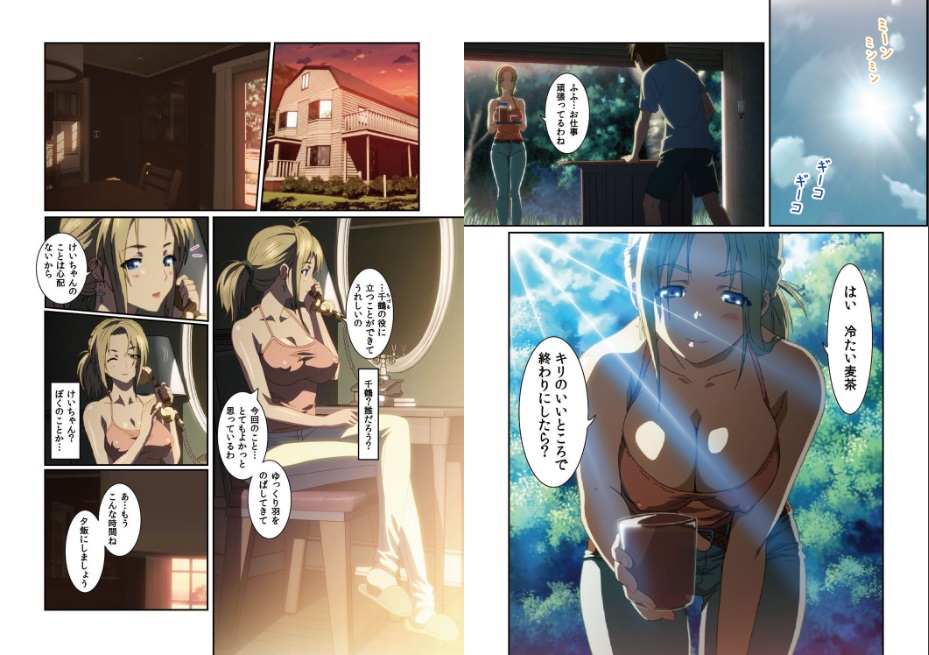 ミーン
ミンミン
ギーコ
ギーコ
ふふ…お仕事
頑張ってるわね
はい 冷たい麦茶
キリのいいところで
終わりにしたら?
…千鶴の役に
ちづる
立つことができて
うれしいの
千鶴?誰だろう?
今回のこと…
とてもよかっと
思っているわ
ゆっくり羽を
のばしてきて
けいちゃんの
ことは心配
ないから
けいちゃん?
ぼくのことか…
あ…もう
こんな時間ね
夕飯にしましょう